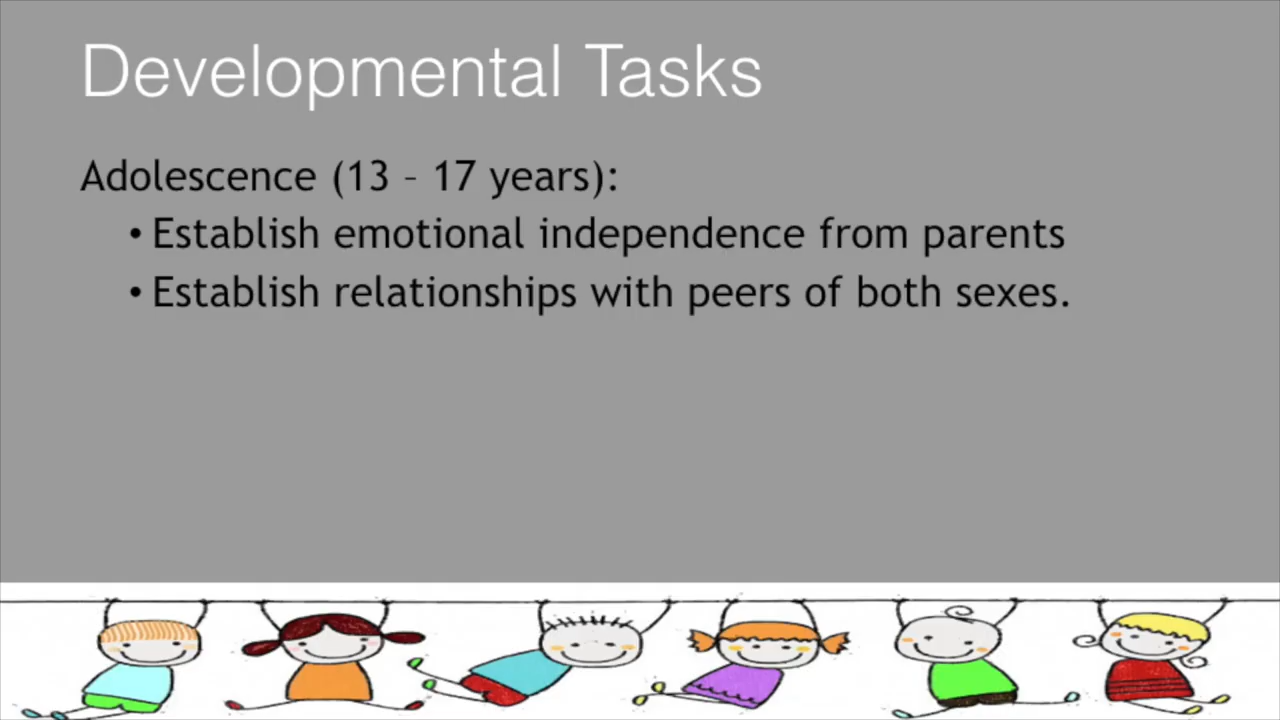 Developmental Tasks
Adolescence (13 – 17 years):
• Establish emotional independence from parents
• Establish relationships with peers of both sexes.